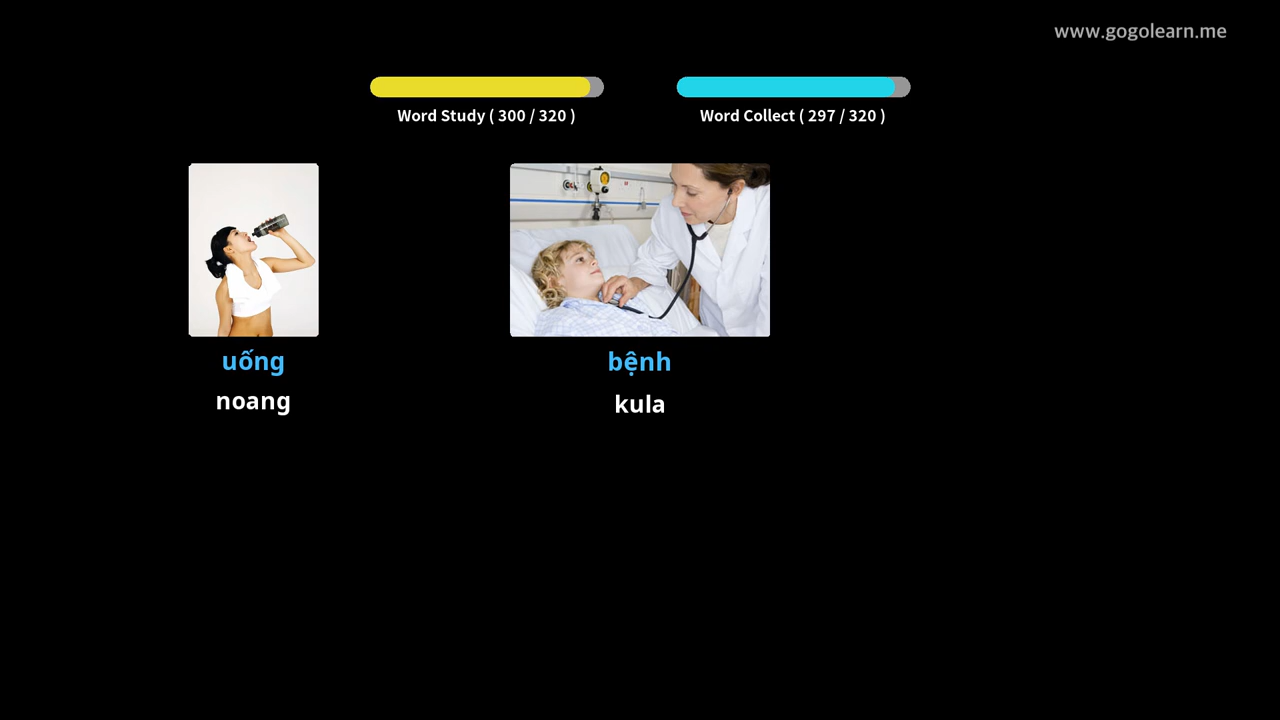 www.gogolearn.me
Word Study ( 300 / 320 )
Word Collect ( 297 / 320 )
uống
noang
bệnh
kula